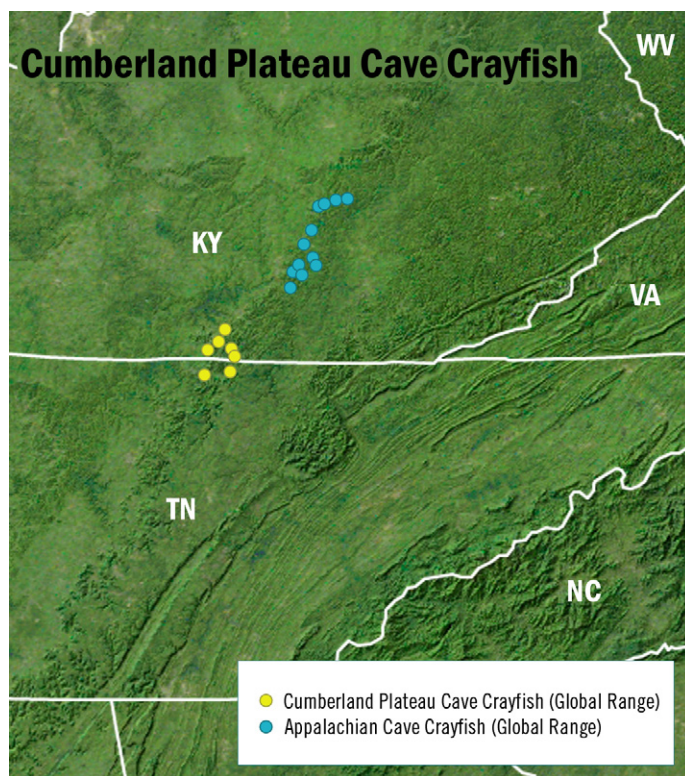 WV
Cumberland Plateau Cave Crayfish
KY
VA
TN
NC
Cumberland Plateau Cave Crayfish (Global Range)
Appalachian Cave Crayfish (Global Range)